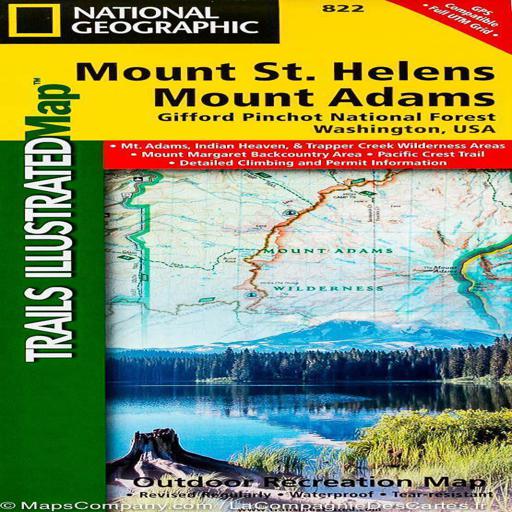 NATIONAL
GEOGRAPHIC
822
GPS
Compatible
• Full UTM Grid •
Mount St. Helens
Mount Adams
Gifford Pinchot National Forest
Washington, USA
• Mt. Adams, Indian Heaven, & Trapper Creek Wilderness Areas
• Mount Margaret Backcountry Area • Pacific Crest Trail
• Detailed Climbing and Permit Information
TRAILS ILLUSTRATED Map™
MOUNT ADAMS
WILDERNESS
Outdoor Recreation Map
• Revised Regularly • Waterproof • Tear-resistant
© MapsCompany.com / LaCompagnieDesCartes.fr